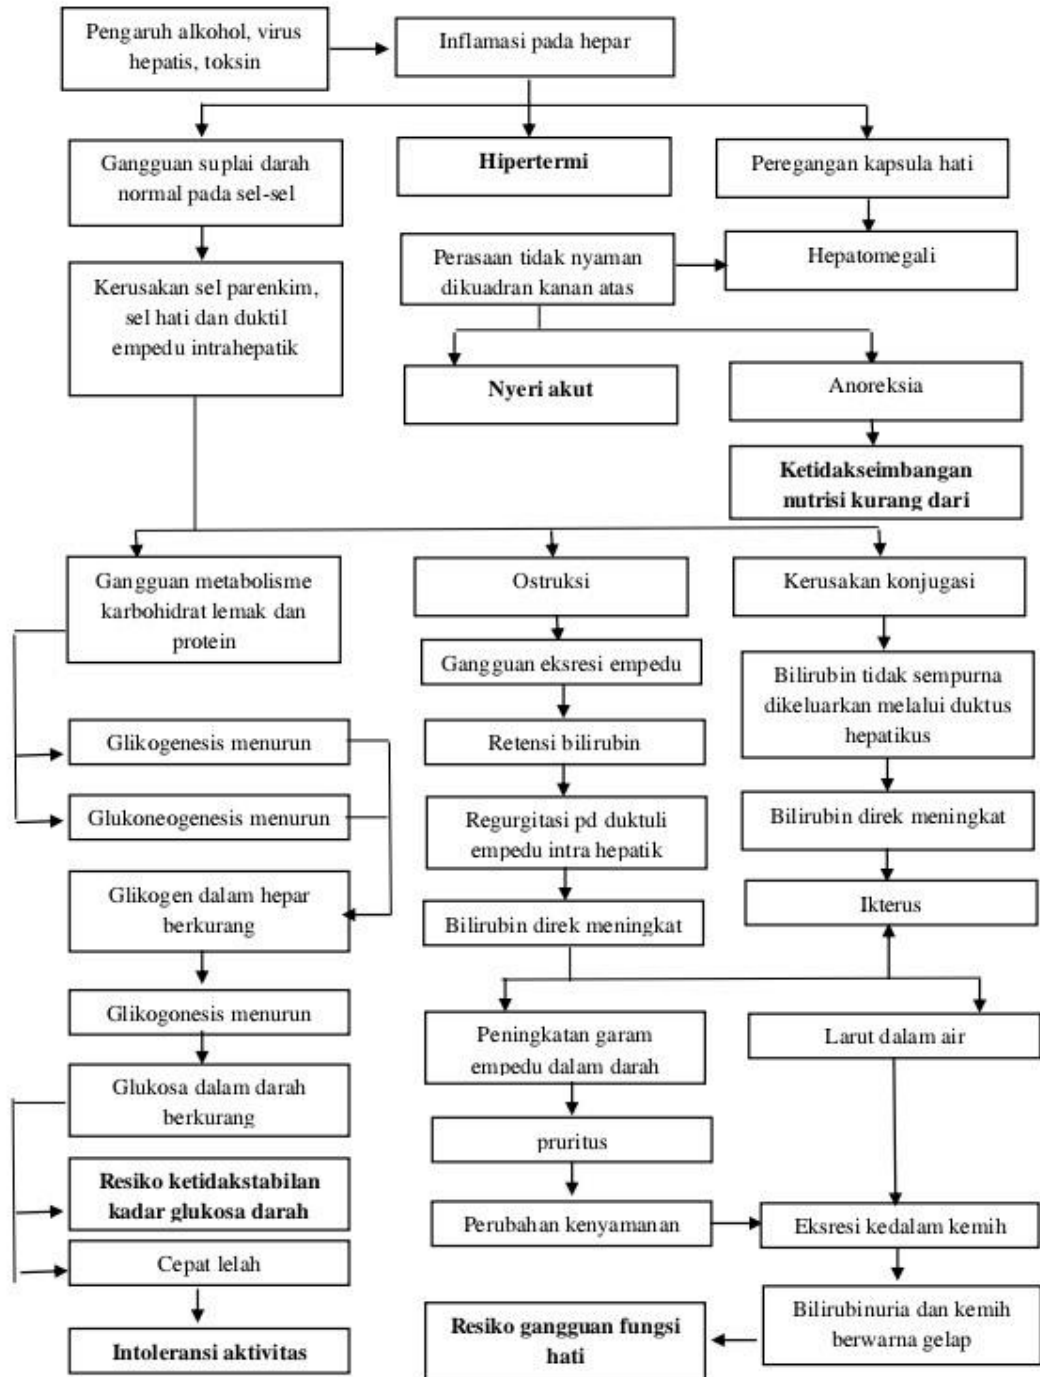 Pengaruh alkohol, virus
hepatis, toksin
Inflamasi pada hepar
Gangguan suplai darah
normal pada sel-sel
Hipertermi
Peregangan kapsula hati
Perasaan tidak nyaman
dikuadran kanan atas
Hepatomegali
Kerusakan sel parenkim,
sel hati dan duktil
empedu intrahepatik
Nyeri akut
Anoreksia
Ketidakseimbangan
nutrisi kurang dari
Gangguan metabolisme
karbohidrat lemak dan
protein
Ostruksi
Kerusakan konjugasi
Gangguan eksresi empedu
Bilirubin tidak sempurna
dikeluarkan melalui duktus
hepatikus
Glikogenesis menurun
Retensi bilirubin
Glukoneogenesis menurun
Regurgitasi pd duktuli
empedu intra hepatik
Bilirubin direk meningkat
Glikogen dalam hepar
berkurang
Bilirubin direk meningkat
Ikterus
Glikogonesis menurun
Peningkatan garam
empedu dalam darah
Larut dalam air
Glukosa dalam darah
berkurang
pruritus
Resiko ketidakstabilan
kadar glukosa darah
Perubahan kenyamanan
Eksresi kedalam kemih
Cepat lelah
Bilirubinuria dan kemih
berwarna gelap
Resiko gangguan fungsi
hati
Intoleransi aktivitas